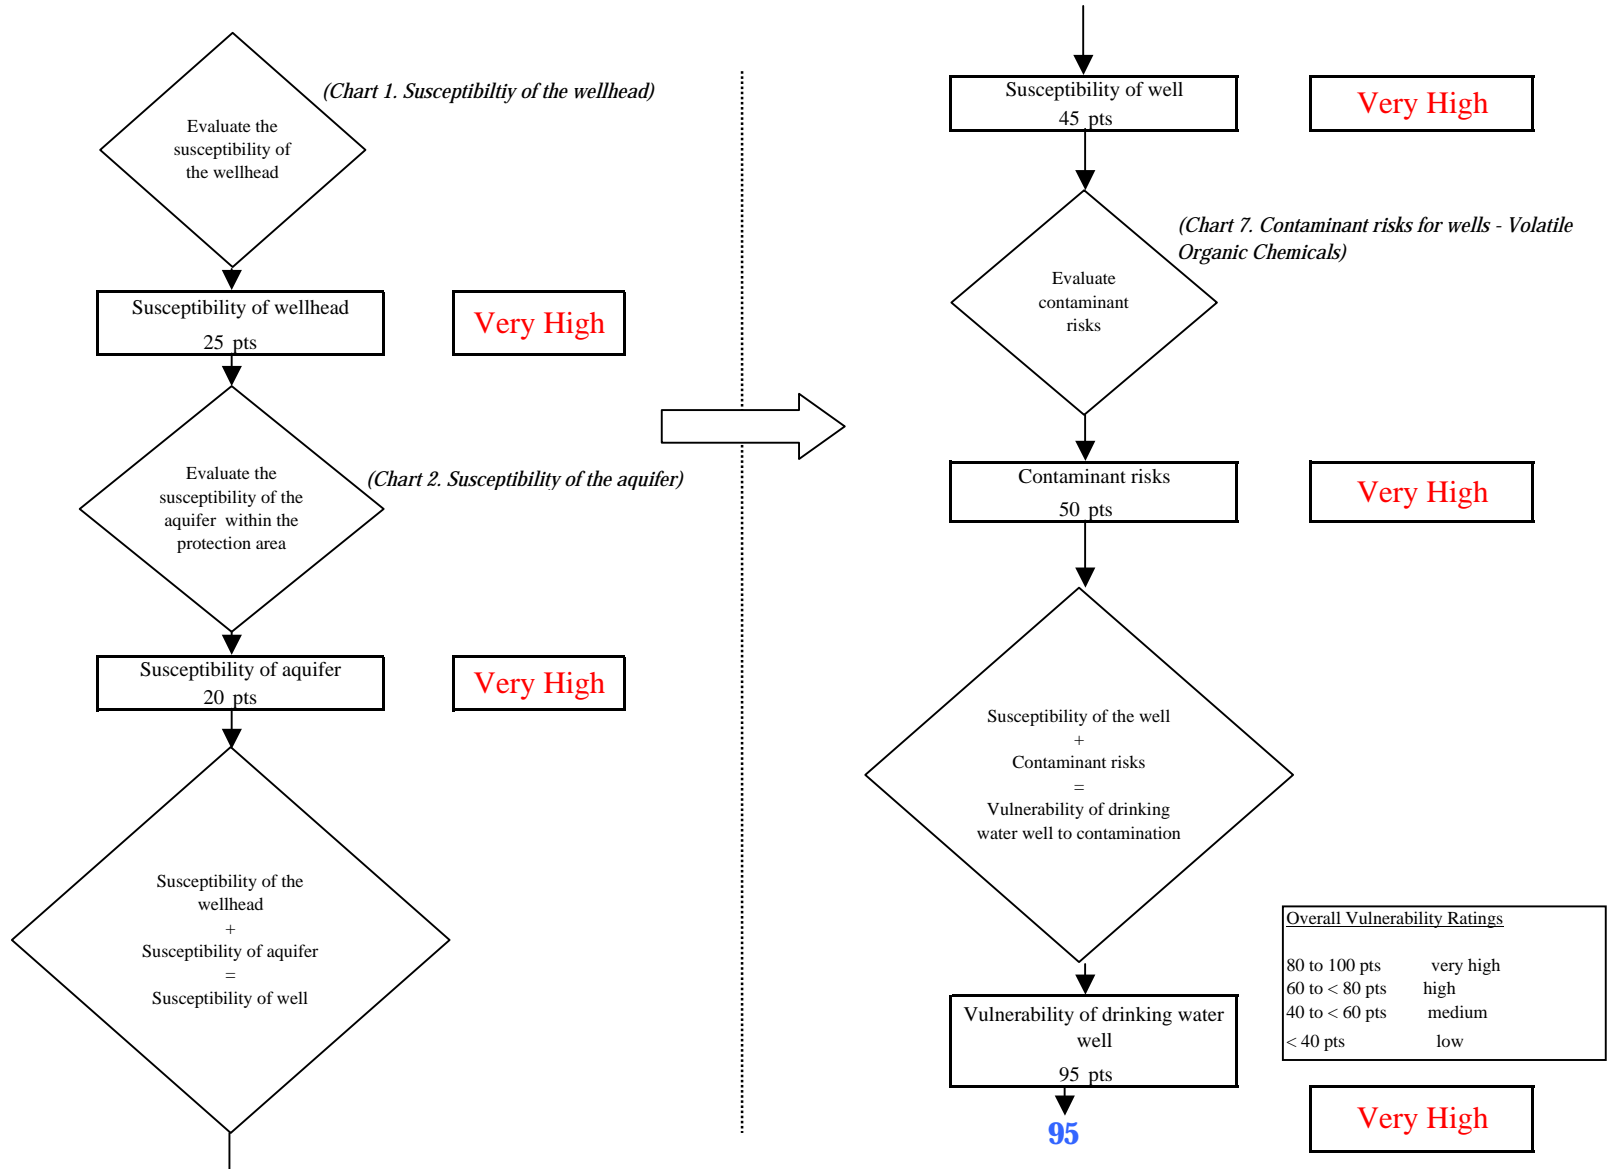 (Chart 1. Susceptibiltiy of the wellhead)
Evaluate the
susceptibility of
the wellhead
Susceptibility of wellhead
25 pts
Very High
Evaluate the
susceptibility of the
aquifer within the
protection area
(Chart 2. Susceptibility of the aquifer)
Susceptibility of aquifer
20 pts
Very High
Susceptibility of the
wellhead
+
Susceptibility of aquifer
=
Susceptibility of well
Susceptibility of well
45 pts
Very High
(Chart 7. Contaminant risks for wells - Volatile
Organic Chemicals)
Evaluate
contaminant
risks
Contaminant risks
50 pts
Very High
Susceptibility of the well
+
Contaminant risks
=
Vulnerability of drinking
water well to contamination
Overall Vulnerability Ratings
80 to 100 pts very high
60 to < 80 pts high
40 to < 60 pts medium
< 40 pts low
Vulnerability of drinking water
well
95 pts
95
Very High